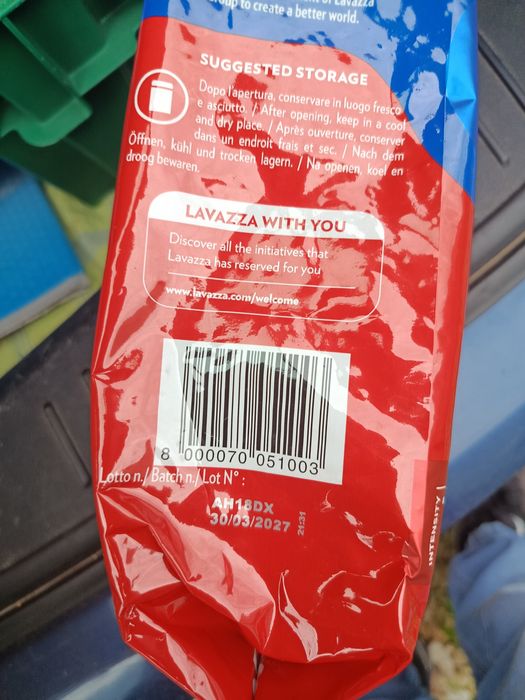 ment of Lavazza
Group to create a better world.
SUGGESTED STORAGE
Dopo l'apertura, conservare in luogo fresco
e asciutto. / After opening, keep in a cool
and dry place. / Après ouverture, conserver
dans un endroit frais et sec. / Nach dem
Öffnen, kühl und trocken lagern. / Na openen, koel en
droog bewaren.
LAVAZZA WITH YOU
Discover all the initiatives that
Lavazza has reserved for you
www.lavazza.com/welcome
8 000070 051003
Lotto n./ Batch n./ Lot N° :
AH18DX
30/03/2027 21:31
INTENSITY